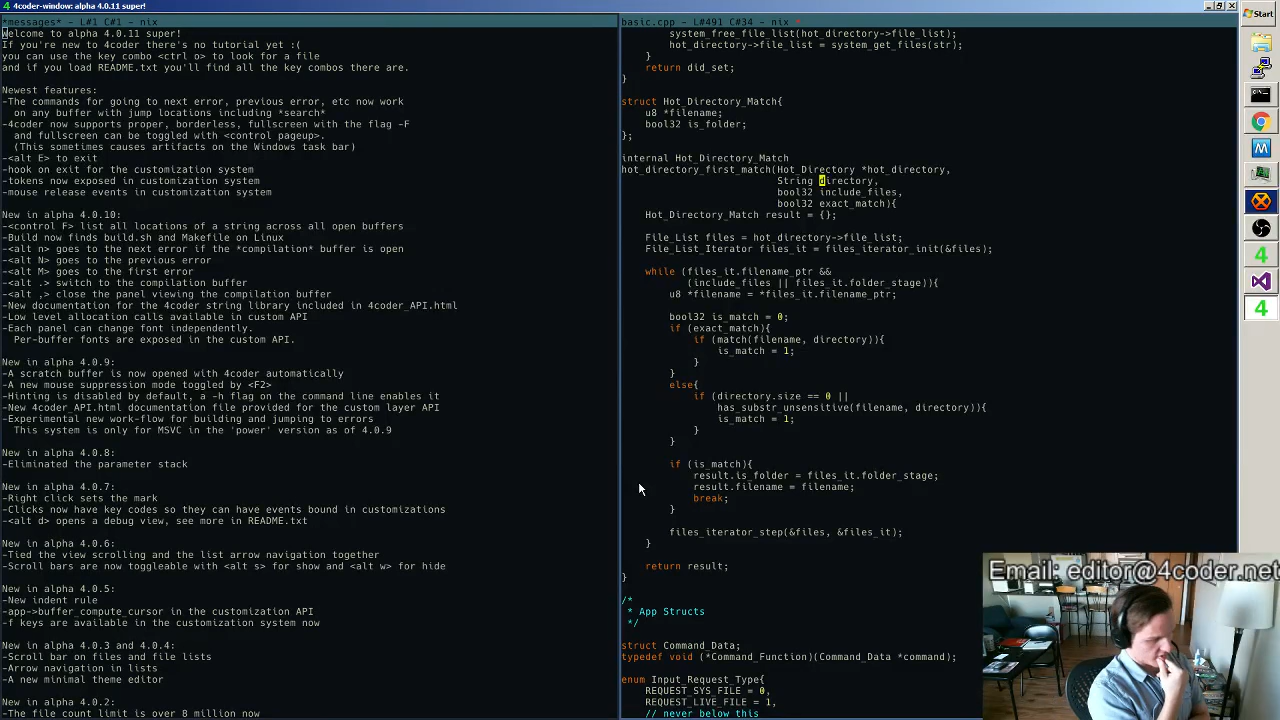 4coder-window: alpha 4.0.11 super!
*messages* - L#1 C#1 - nix
Welcome to alpha 4.0.11 super!
If you're new to 4coder there's no tutorial yet :(
you can use the key combo <ctrl o> to look for a file
and if you load README.txt you'll find all the key combos there are.
Newest features:
-The commands for going to next error, previous error, etc now work
on any buffer with jump locations including *search*
-4coder now supports proper, borderless, fullscreen with the flag -F
and fullscreen can be toggled with <control pageup>.
(This sometimes causes artifacts on the Windows task bar)
-<alt E> to exit
-hook on exit for the customization system
-tokens now exposed in customization system
-mouse release events in customization system
New in alpha 4.0.10:
-<control F> list all locations of a string across all open buffers
-Build now finds build.sh and Makefile on Linux
-<alt n> goes to the next error if the *compilation* buffer is open
-<alt N> goes to the previous error
-<alt M> goes to the first error
-<alt .> switch to the compilation buffer
-<alt ,> close the panel viewing the compilation buffer
-New documentation for the 4coder string library included in 4coder_API.html
-Low level allocation calls available in custom API
-Each panel can change font independently.
Per-buffer fonts are exposed in the custom API.
New in alpha 4.0.9:
-A scratch buffer is now opened with 4coder automatically
-A new mouse suppression mode toggled by <F2>
-Hinting is disabled by default, a -h flag on the command line enables it
-New 4coder_API.html documentation file provided for the custom layer API
-Experimental new work-flow for building and jumping to errors
This system is only for MSVC in the 'power' version as of 4.0.9
New in alpha 4.0.8:
-Eliminated the parameter stack
New in alpha 4.0.7:
-Right click sets the mark
-Clicks now have key codes so they can have events bound in customizations
-<alt d> opens a debug view, see more in README.txt
New in alpha 4.0.6:
-Tied the view scrolling and the list arrow navigation together
-Scroll bars are now toggleable with <alt s> for show and <alt w> for hide
New in alpha 4.0.5:
-New indent rule
-app->buffer_compute_cursor in the customization API
-f keys are available in the customization system now
New in alpha 4.0.3 and 4.0.4:
-Scroll bar on files and file lists
-Arrow navigation in lists
-A new minimal theme editor
New in alpha 4.0.2:
-The file count limit is over 8 million now
basic.cpp - L#491 C#34 - nix *
system_free_file_list(hot_directory->file_list);
hot_directory->file_list = system_get_files(str);
}
return did_set;
}
struct Hot_Directory_Match{
u8 *filename;
bool32 is_folder;
};
internal Hot_Directory_Match
hot_directory_first_match(Hot_Directory *hot_directory,
String directory,
bool32 include_files,
bool32 exact_match){
Hot_Directory_Match result = {};
File_List files = hot_directory->file_list;
File_List_Iterator files_it = files_iterator_init(&files);
while (files_it.filename_ptr &&
(include_files || files_it.folder_stage)){
u8 *filename = *files_it.filename_ptr;
bool32 is_match = 0;
if (exact_match){
if (match(filename, directory)){
is_match = 1;
}
}
else{
if (directory.size == 0 ||
has_substr_unsensitive(filename, directory)){
is_match = 1;
}
}
if (is_match){
result.is_folder = files_it.folder_stage;
result.filename = filename;
break;
}
files_iterator_step(&files, &files_it);
}
return result;
}
/*
* App Structs
*/
struct Command_Data;
typedef void (*Command_Function)(Command_Data *command);
enum Input_Request_Type{
REQUEST_SYS_FILE = 0,
REQUEST_LIVE_FILE = 1,
// never below this
Start
Email: editor@4coder.net